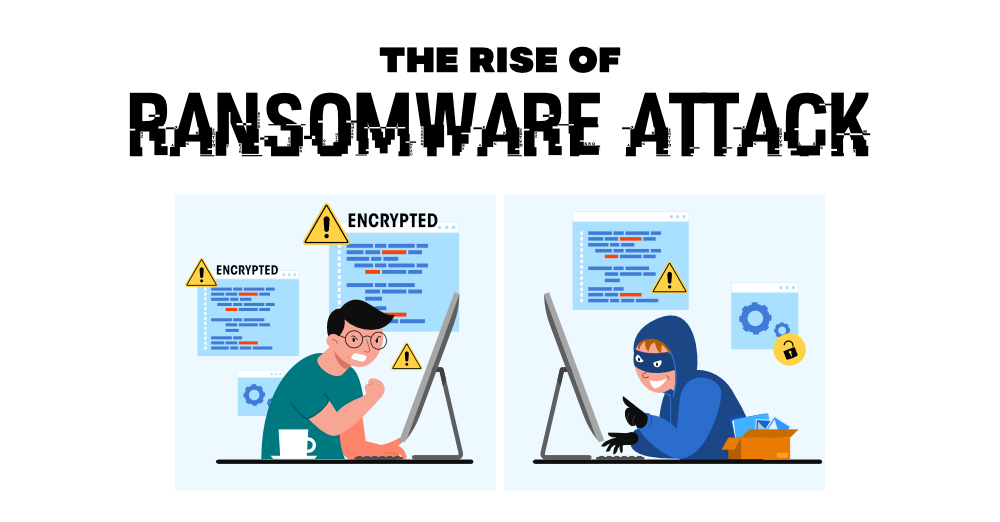 THE RISE OF
RANSOMWARE ATTACK
ENCRYPTED
ENCRYPTED